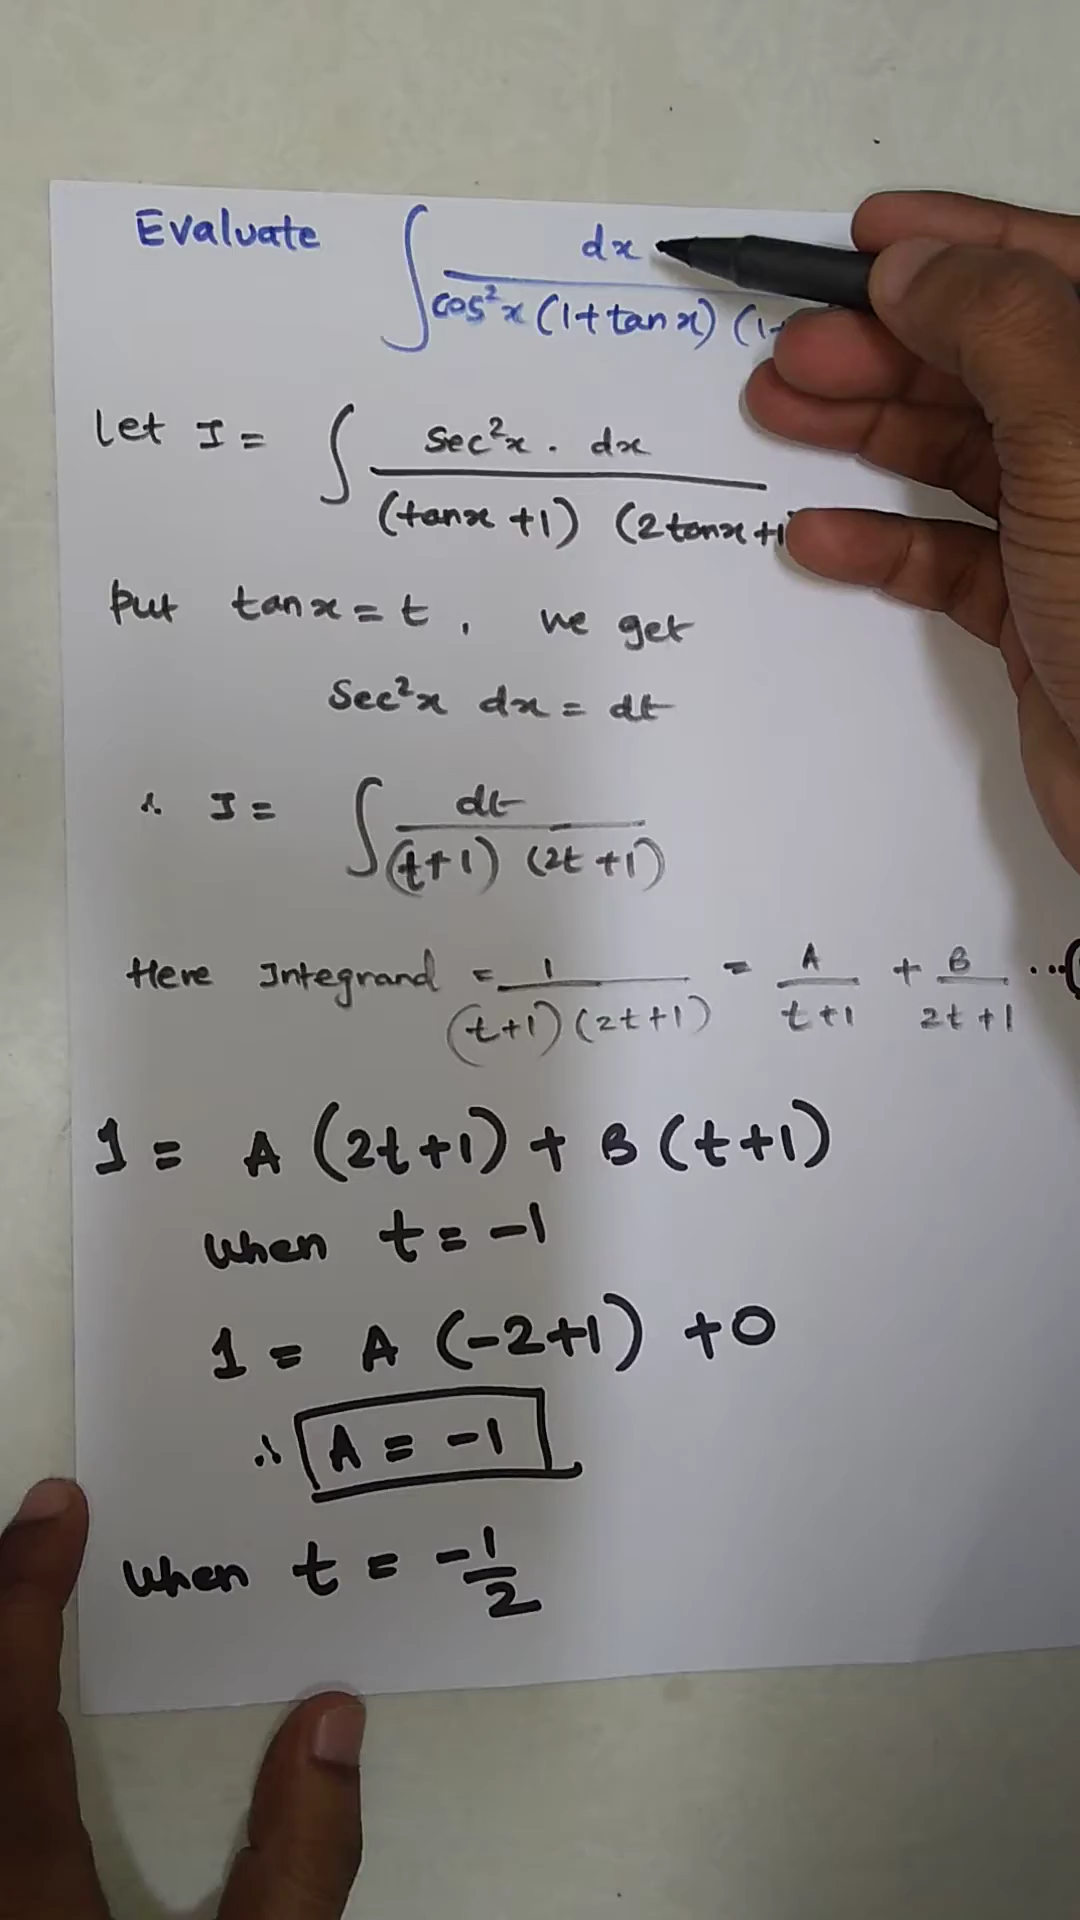 Evaluate ∫ dx / cos²x (1+tanx) (1+
Let I = ∫ sec²x . dx / (tanx +1) (2tanx+1
put tanx = t , we get
sec²x dx = dt
∴ I = ∫ dt / (t+1) (2t+1)
Here Integrand = 1 / (t+1) (2t+1) = A / t+1 + B / 2t+1 ...(
1 = A (2t+1) + B (t+1)
when t = -1
1 = A (-2+1) +0
∴ A = -1
when t = -1/2